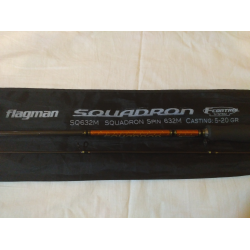 flagman SQUADRON
SQ632M SQUADRON SPIN 632M CASTING: 5-20 GR